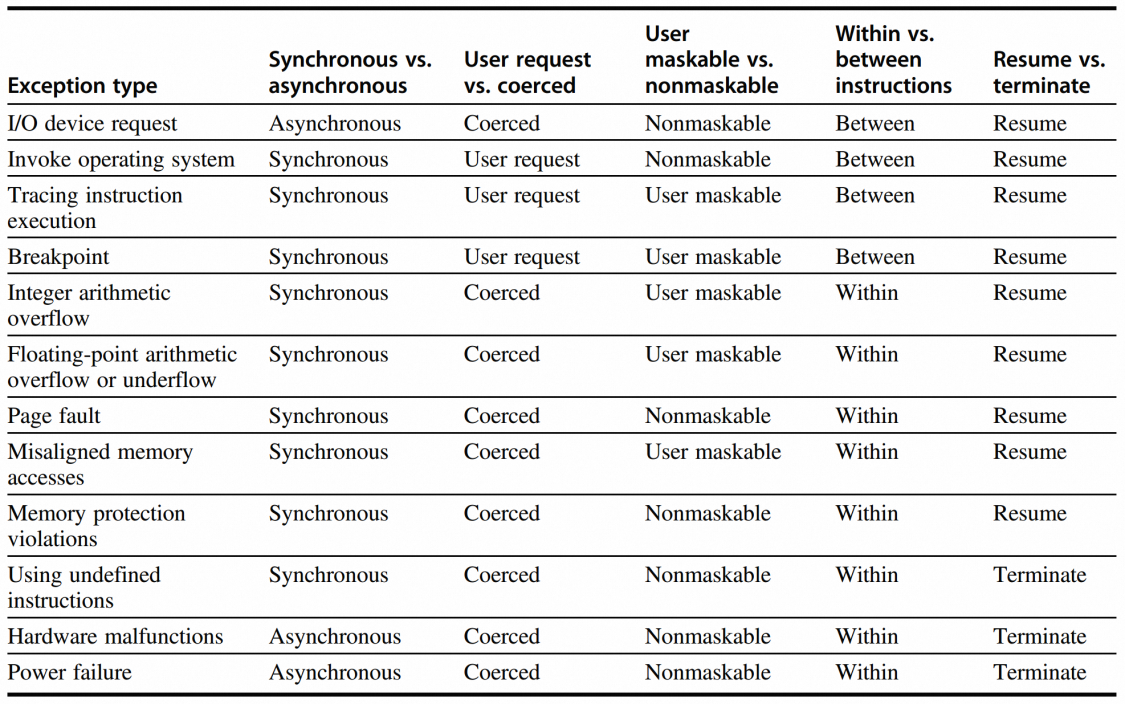 Exception type Synchronous vs. asynchronous User request vs. coerced User maskable vs. nonmaskable Within vs. between instructions Resume vs. terminate
I/O device request Asynchronous Coerced Nonmaskable Between Resume
Invoke operating system Synchronous User request Nonmaskable Between Resume
Tracing instruction execution Synchronous User request User maskable Between Resume
Breakpoint Synchronous User request User maskable Between Resume
Integer arithmetic overflow Synchronous Coerced User maskable Within Resume
Floating-point arithmetic overflow or underflow Synchronous Coerced User maskable Within Resume
Page fault Synchronous Coerced Nonmaskable Within Resume
Misaligned memory accesses Synchronous Coerced User maskable Within Resume
Memory protection violations Synchronous Coerced Nonmaskable Within Resume
Using undefined instructions Synchronous Coerced Nonmaskable Within Terminate
Hardware malfunctions Asynchronous Coerced Nonmaskable Within Terminate
Power failure Asynchronous Coerced Nonmaskable Within Terminate